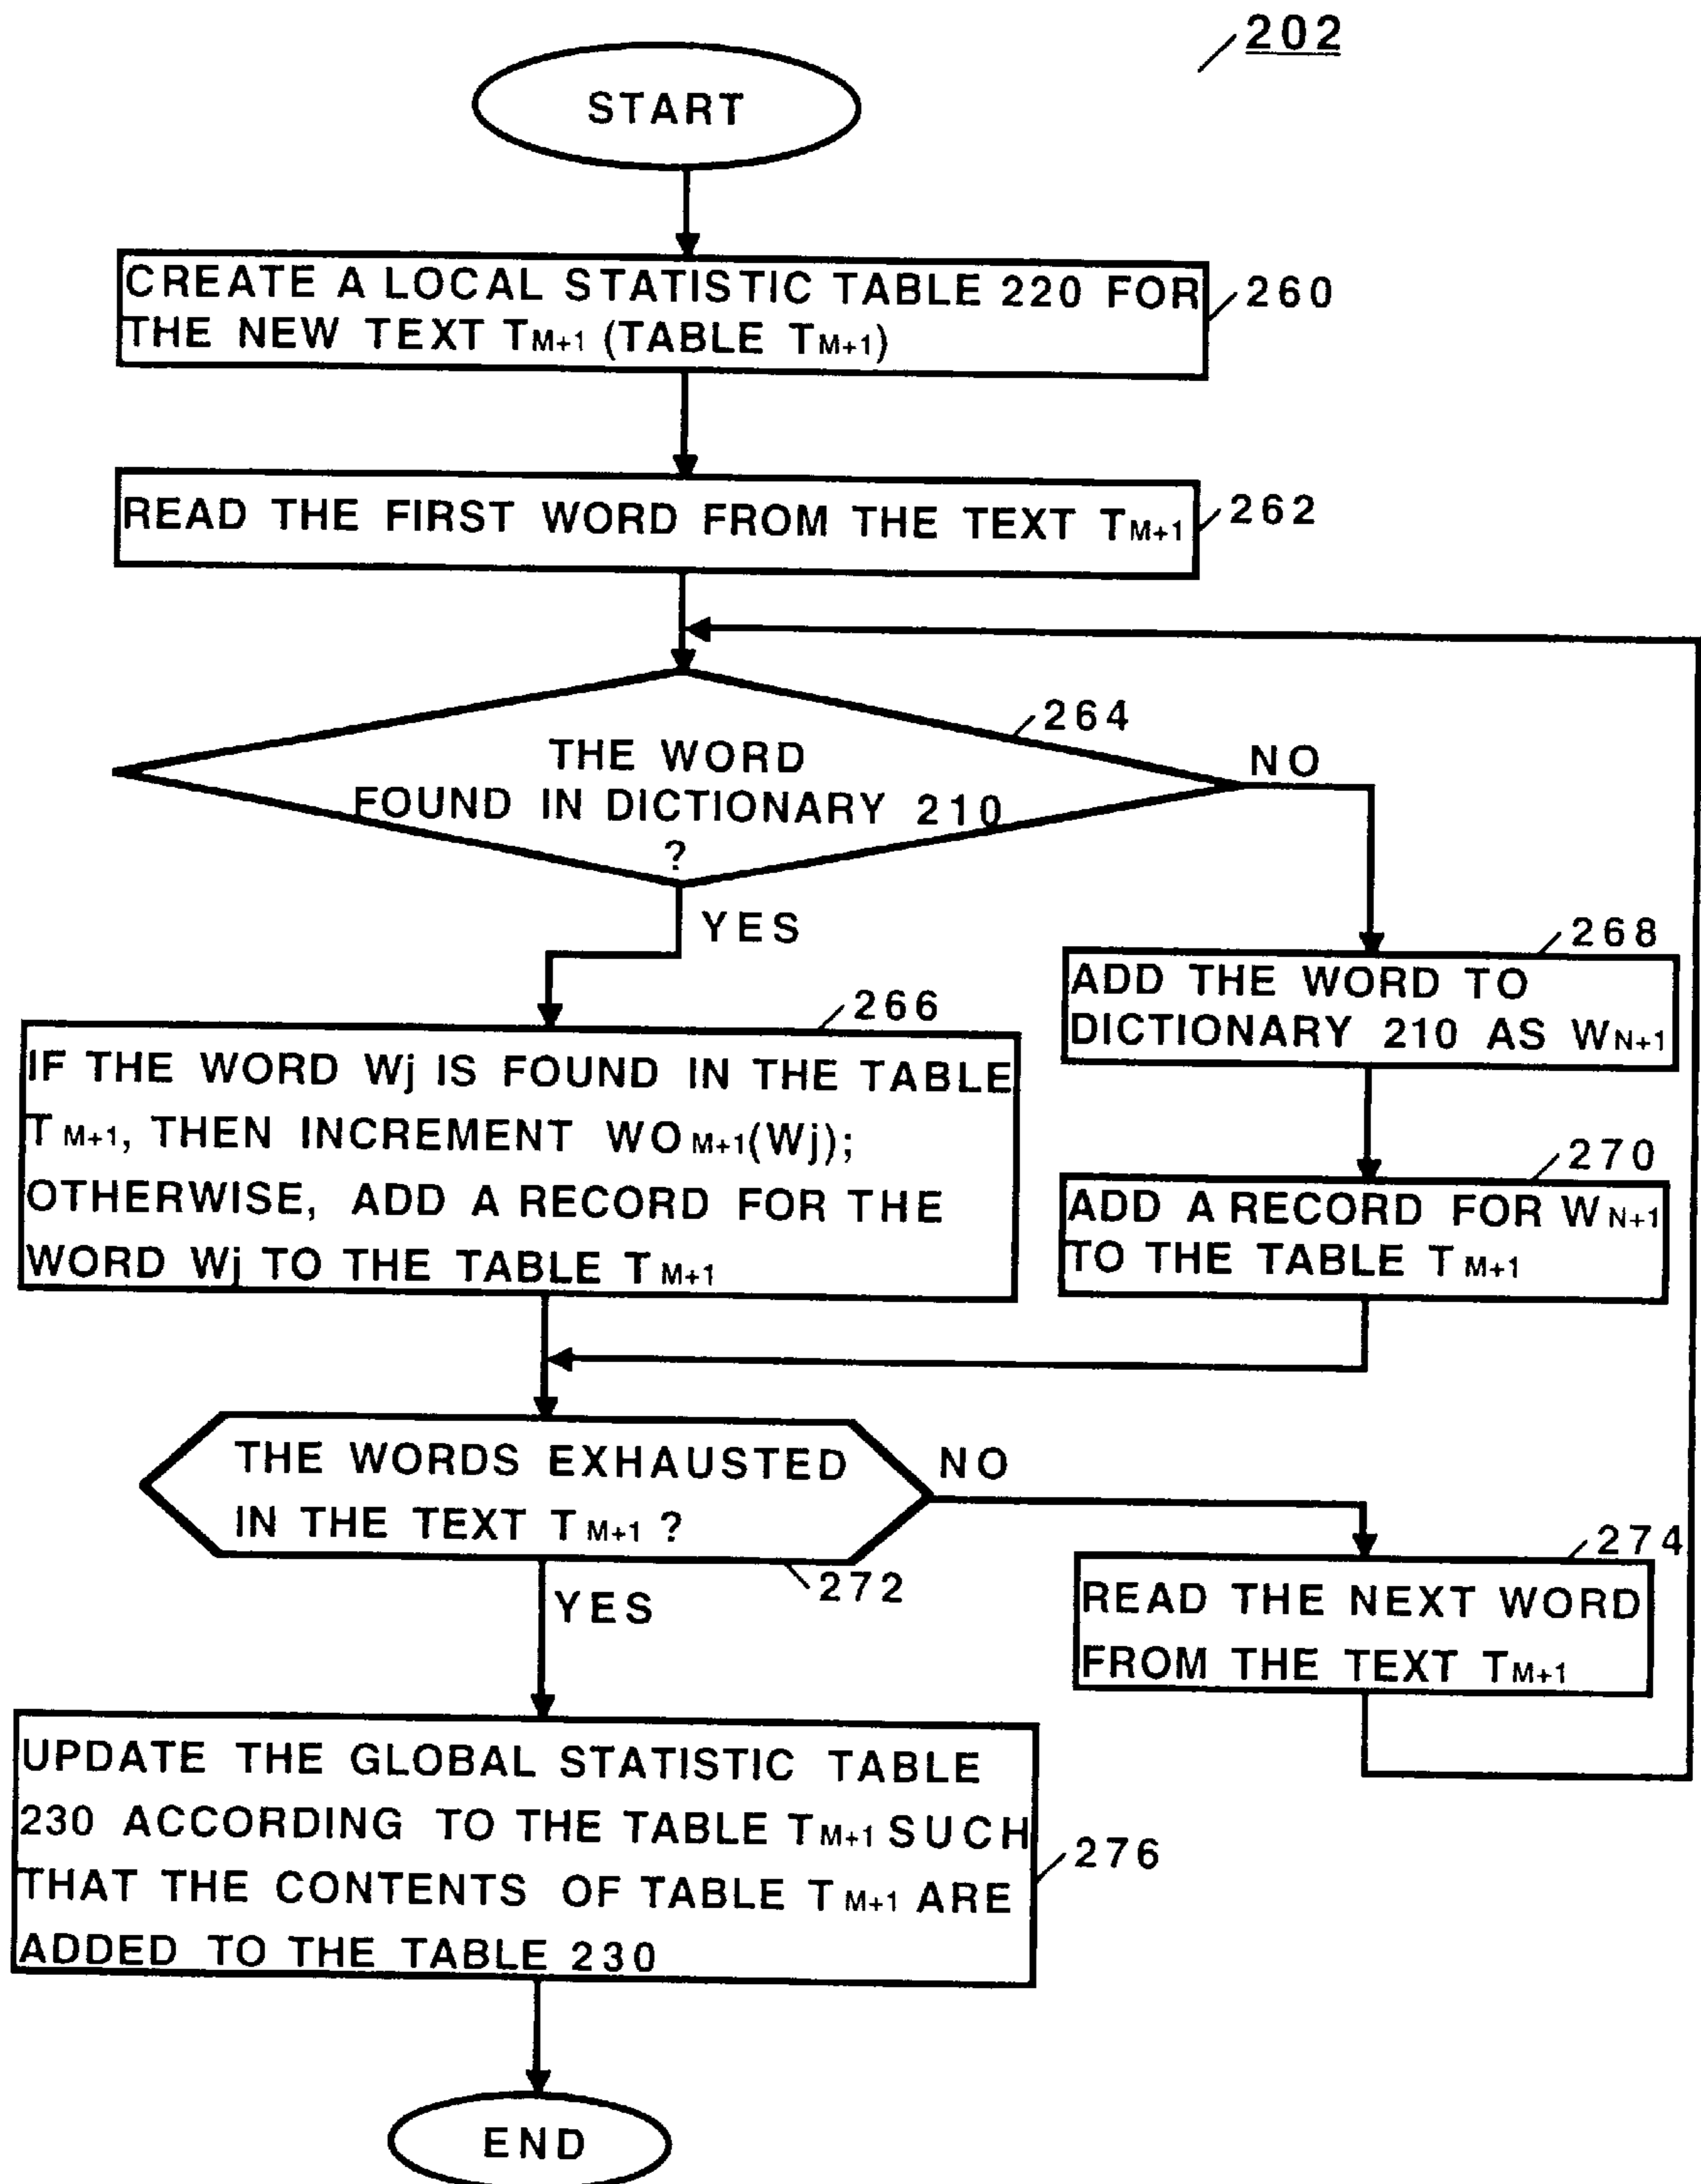 202
START
CREATE A LOCAL STATISTIC TABLE 220 FOR
THE NEW TEXT TM+1 (TABLE TM+1)
260
READ THE FIRST WORD FROM THE TEXT TM+1
262
264
THE WORD
FOUND IN DICTIONARY 210
?
NO
YES
268
ADD THE WORD TO
DICTIONARY 210 AS WN+1
266
IF THE WORD Wj IS FOUND IN THE TABLE
TM+1, THEN INCREMENT WOM+1(Wj);
OTHERWISE, ADD A RECORD FOR THE
WORD Wj TO THE TABLE TM+1
270
ADD A RECORD FOR WN+1
TO THE TABLE TM+1
THE WORDS EXHAUSTED
IN THE TEXT TM+1 ?
NO
272
YES
274
READ THE NEXT WORD
FROM THE TEXT TM+1
UPDATE THE GLOBAL STATISTIC TABLE
230 ACCORDING TO THE TABLE TM+1 SUCH
THAT THE CONTENTS OF TABLE TM+1 ARE
ADDED TO THE TABLE 230
276
END